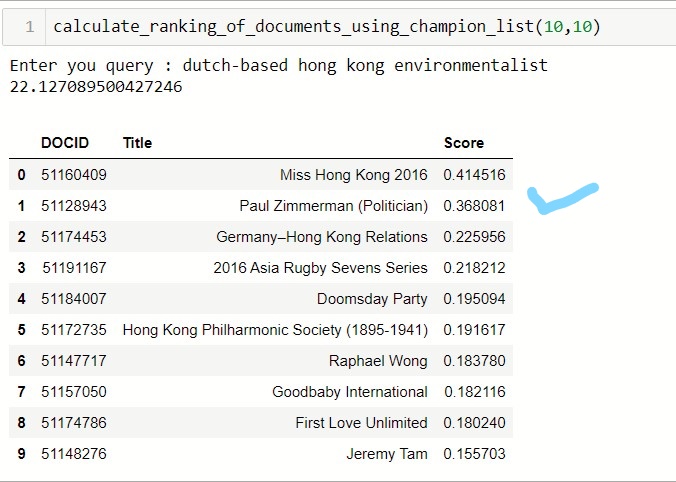 1 calculate_ranking_of_documents_using_champion_list(10,10)
Enter you query : dutch-based hong kong environmentalist
22.127089500427246
DOCID Title Score
0 51160409 Miss Hong Kong 2016 0.414516
1 51128943 Paul Zimmerman (Politician) 0.368081
2 51174453 Germany–Hong Kong Relations 0.225956
3 51191167 2016 Asia Rugby Sevens Series 0.218212
4 51184007 Doomsday Party 0.195094
5 51172735 Hong Kong Philharmonic Society (1895-1941) 0.191617
6 51147717 Raphael Wong 0.183780
7 51157050 Goodbaby International 0.182116
8 51174786 First Love Unlimited 0.180240
9 51148276 Jeremy Tam 0.155703